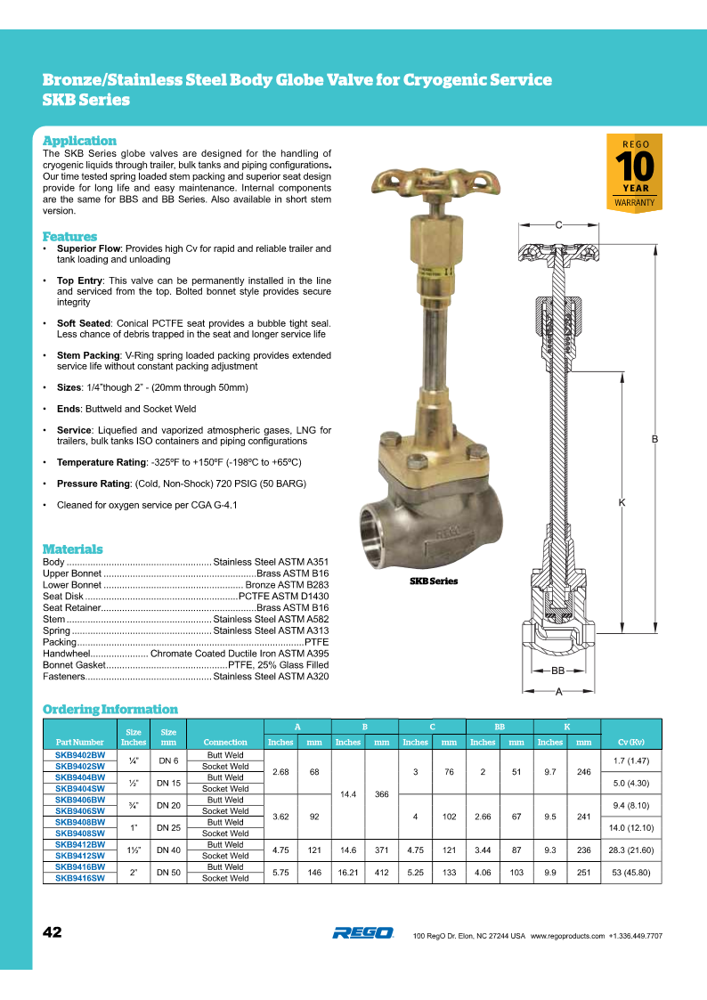 Bronze/Stainless Steel Body Globe Valve for Cryogenic Service
SKB Series
Application
The SKB Series globe valves are designed for the handling of
cryogenic liquids through trailer, bulk tanks and piping configurations.
Our time tested spring loaded stem packing and superior seat design
provide for long life and easy maintenance. Internal components
are the same for BBS and BB Series. Also available in short stem
version.
Features
• Superior Flow: Provides high Cv for rapid and reliable trailer and
tank loading and unloading
• Top Entry: This valve can be permanently installed in the line
and serviced from the top. Bolted bonnet style provides secure
integrity
• Soft Seated: Conical PCTFE seat provides a bubble tight seal.
Less chance of debris trapped in the seat and longer service life
• Stem Packing: V-Ring spring loaded packing provides extended
service life without constant packing adjustment
• Sizes: 1/4”though 2” - (20mm through 50mm)
• Ends: Buttweld and Socket Weld
• Service: Liquefied and vaporized atmospheric gases, LNG for
trailers, bulk tanks ISO containers and piping configurations
• Temperature Rating: -325ºF to +150ºF (-198ºC to +65ºC)
• Pressure Rating: (Cold, Non-Shock) 720 PSIG (50 BARG)
• Cleaned for oxygen service per CGA G-4.1
Materials
Body ....................................................... Stainless Steel ASTM A351
Upper Bonnet ..........................................................Brass ASTM B16
Lower Bonnet ..................................................... Bronze ASTM B283
Seat Disk ..........................................................PCTFE ASTM D1430
Seat Retainer...........................................................Brass ASTM B16
Stem ....................................................... Stainless Steel ASTM A582
Spring ..................................................... Stainless Steel ASTM A313
Packing......................................................................................PTFE
Handwheel...................... Chromate Coated Ductile Iron ASTM A395
Bonnet Gasket..............................................PTFE, 25% Glass Filled
Fasteners................................................ Stainless Steel ASTM A320
REGO
10
YEAR
WARRANTY
C
B
K
BB
A
REGO
SKB Series
Ordering Information
Part Number Size Inches Size mm Connection A B C BB K Cv (Kv)
Inches mm Inches mm Inches mm Inches mm Inches mm
SKB9402BW ¼" DN 6 Butt Weld 2.68 68 14.4 366 3 76 2 51 9.7 246 1.7 (1.47)
SKB9402SW Socket Weld
SKB9404BW ½" DN 15 Butt Weld 5.0 (4.30)
SKB9404SW Socket Weld
SKB9406BW ¾" DN 20 Butt Weld 3.62 92 4 102 2.66 67 9.5 241 9.4 (8.10)
SKB9406SW Socket Weld
SKB9408BW 1" DN 25 Butt Weld 14.0 (12.10)
SKB9408SW Socket Weld
SKB9412BW 1½" DN 40 Butt Weld 4.75 121 14.6 371 4.75 121 3.44 87 9.3 236 28.3 (21.60)
SKB9412SW Socket Weld
SKB9416BW 2" DN 50 Butt Weld 5.75 146 16.21 412 5.25 133 4.06 103 9.9 251 53 (45.80)
SKB9416SW Socket Weld
42
REGO
100 RegO Dr. Elon, NC 27244 USA www.regoproducts.com +1.336.449.7707